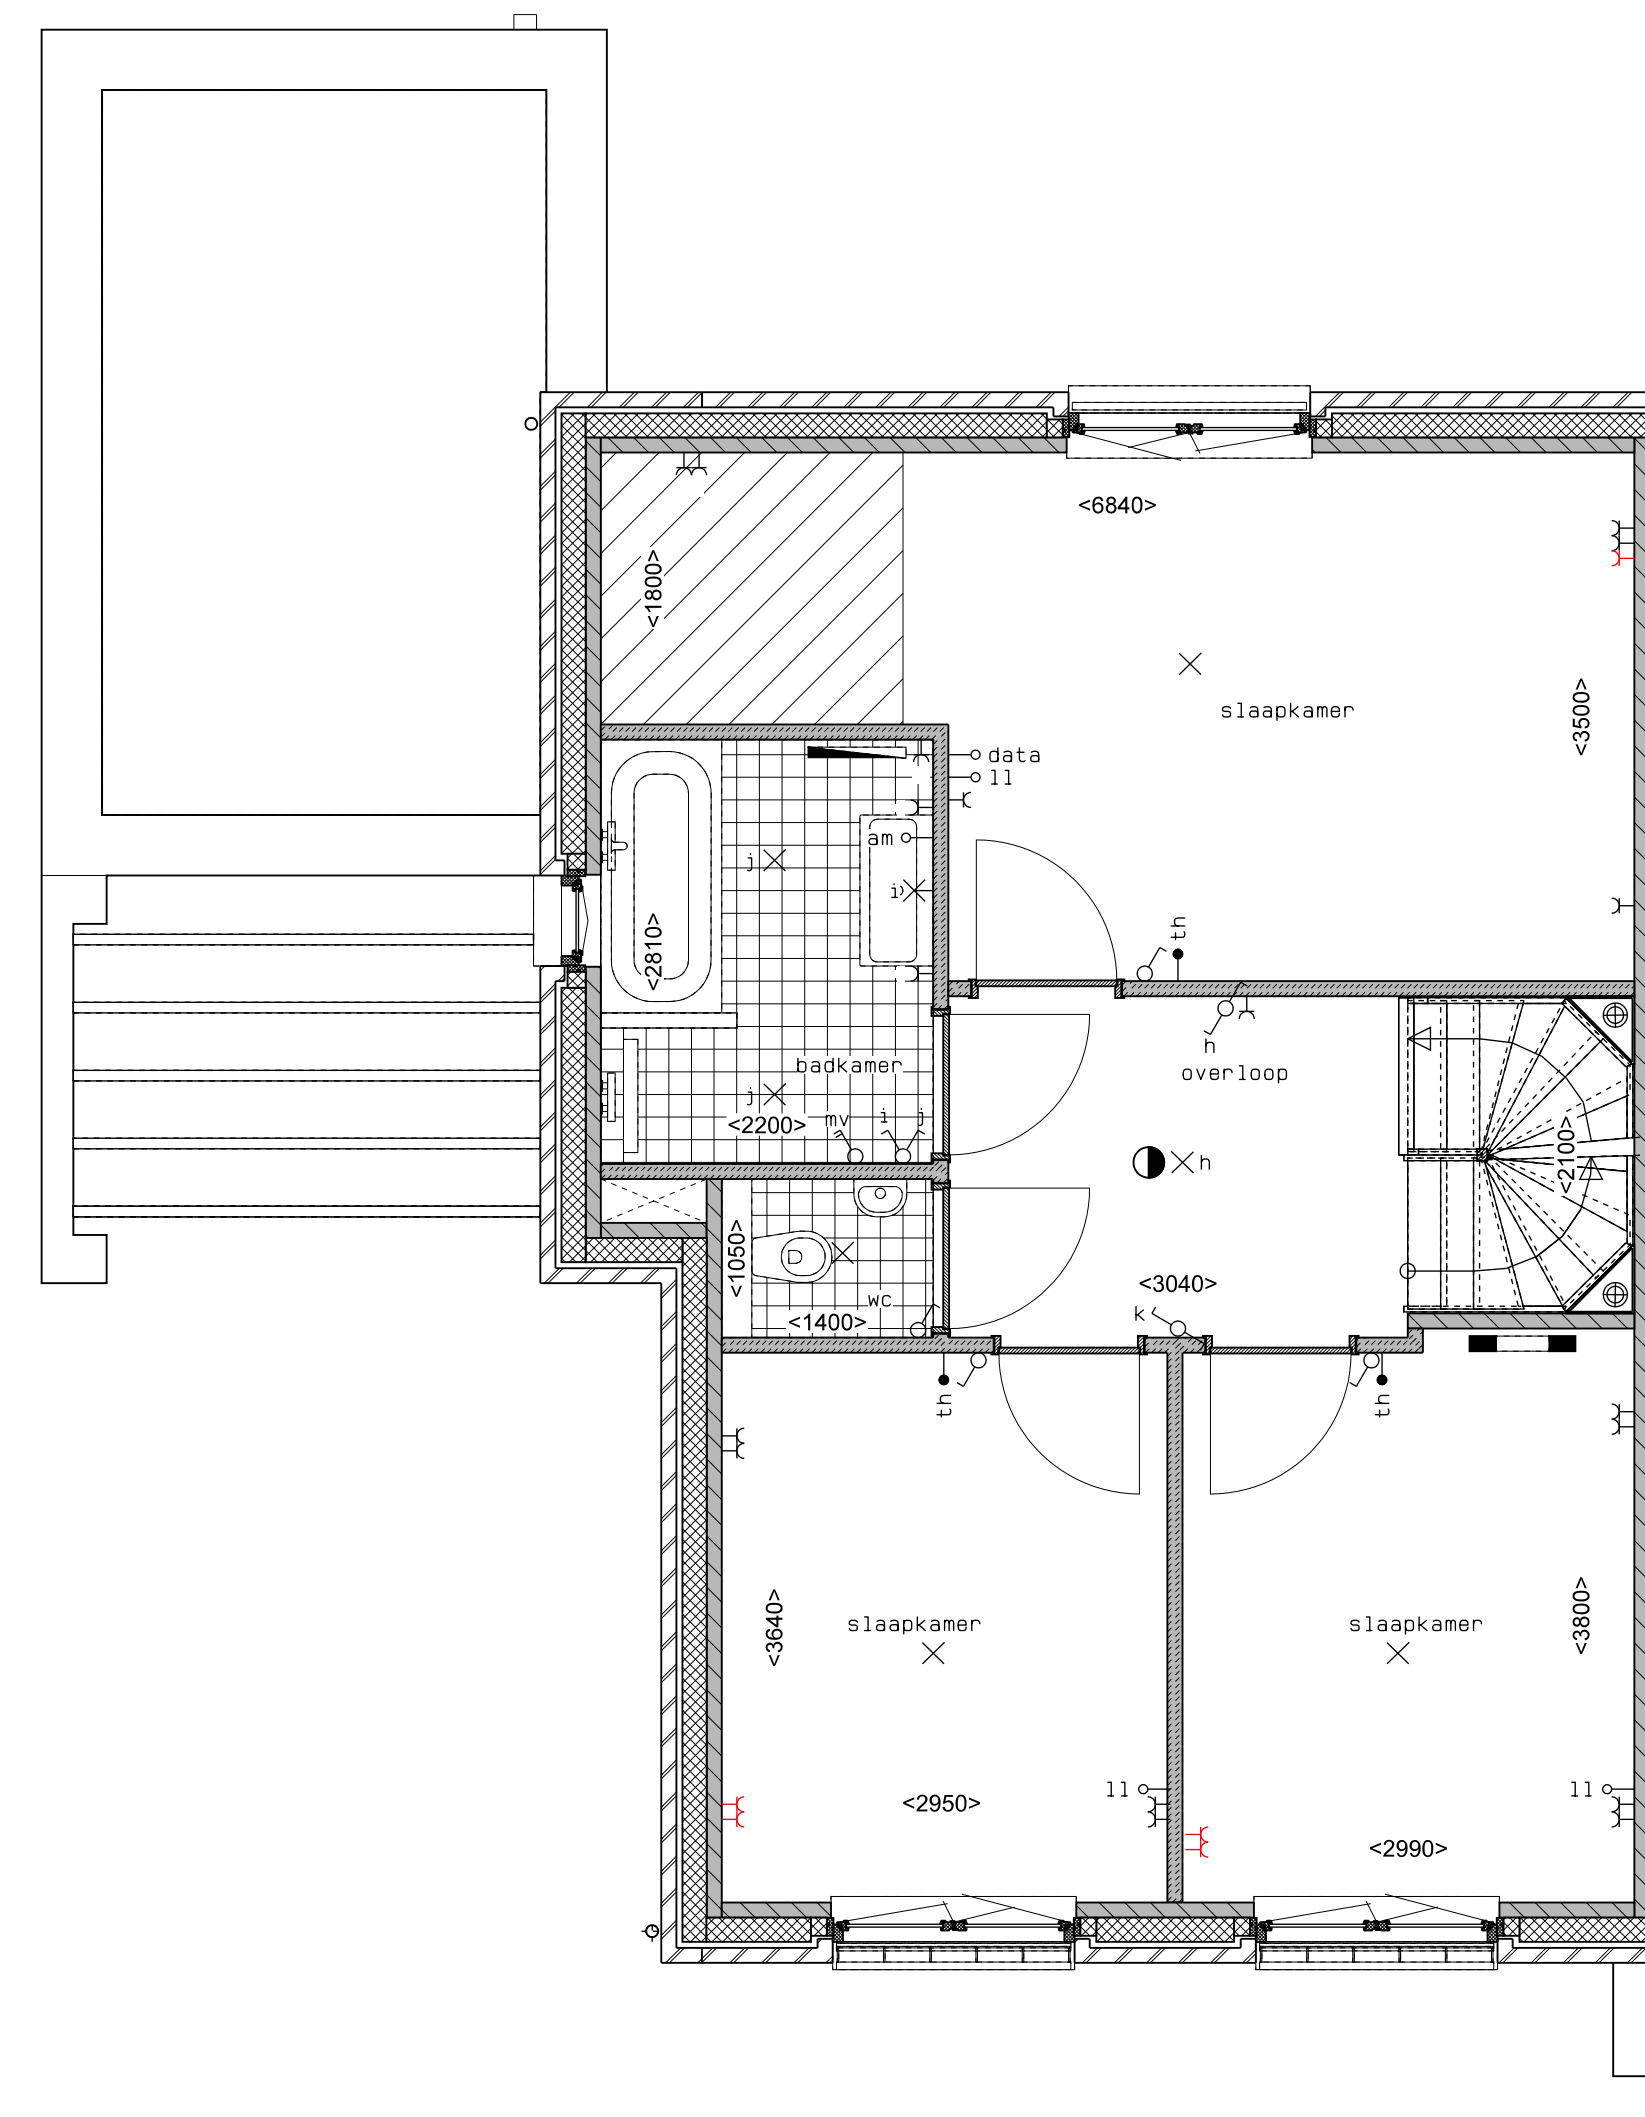 <6840>
<1800>
slaapkamer
<3500>
data
ll
am
j
i
<2810>
th
h
overloop
badkamer
j
<2200>
mv
i
j
<2100>
h
<1050>
wc
<1400>
<3040>
k
th
th
<3640>
slaapkamer
slaapkamer
<3800>
ll
ll
<2950>
<2990>